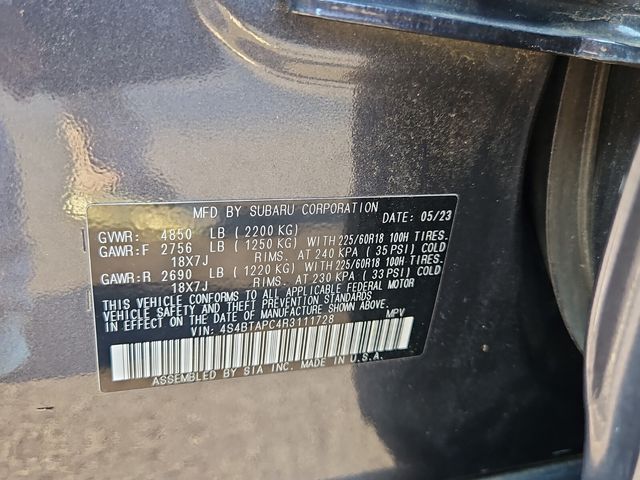 MFD BY SUBARU CORPORATION DATE: 05/23
GVWR: 4850 LB (2200 KG)
GAWR:F 2756 LB (1250 KG) WITH 225/60R18 100H TIRES.
18X7J RIMS. AT 240 KPA (35 PSI) COLD
GAWR:R 2690 LB (1220 KG) WITH 225/60R18 100H TIRES.
18X7J RIMS. AT 230 KPA (33 PSI) COLD
THIS VEHICLE CONFORMS TO ALL APPLICABLE FEDERAL MOTOR
VEHICLE SAFETY AND THEFT PREVENTION STANDARDS
IN EFFECT ON THE DATE OF MANUFACTURE SHOWN ABOVE.
VIN: 4S4BTAPC4R3111728 MPV
ASSEMBLED BY SIA INC. MADE IN U.S.A.